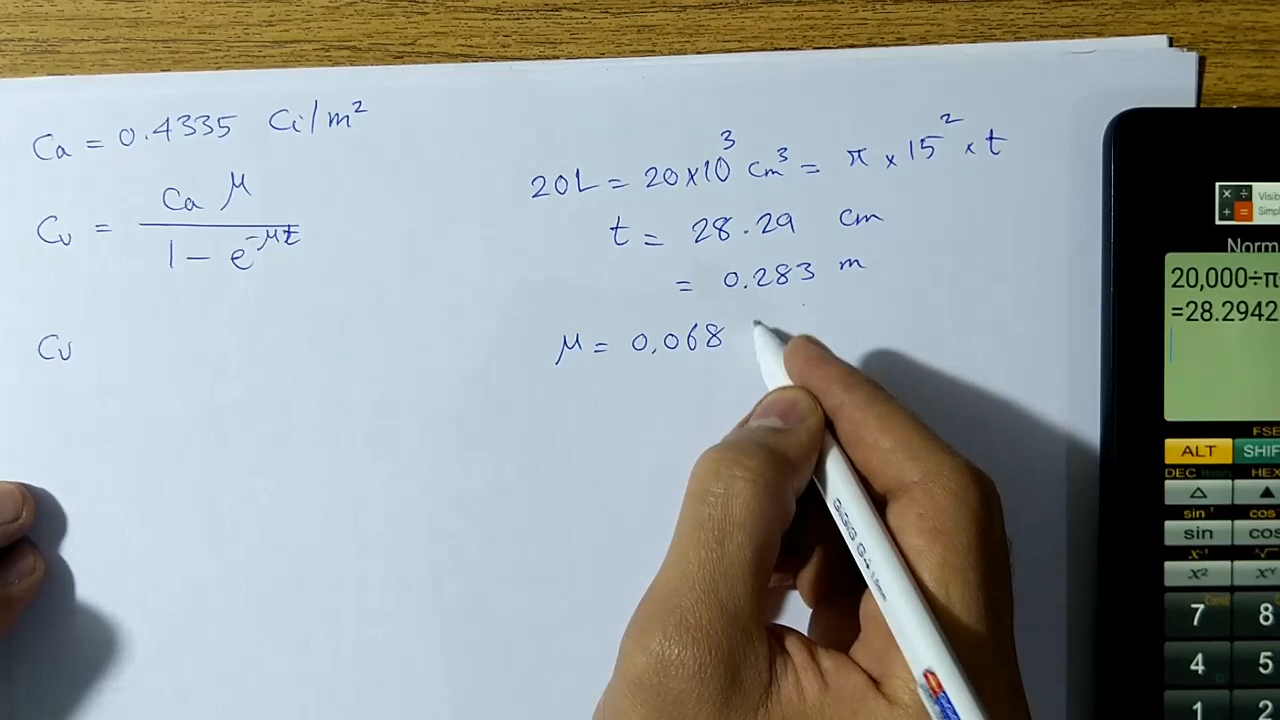 Ca = 0.4335 Ci/m²
Cv = Ca μ / 1 - e^-μt
Cv
20L = 20×10³ cm³ = π × 15² × t
t = 28.29 cm
= 0.283 m
μ = 0.068
Norm
20,000÷π
=28.2942
FSE
ALT
SHIF
DEC
HEX
sin⁻¹
cos
sin
cos
x⁻¹
x²
xʸ
7
8
4
5
1
2